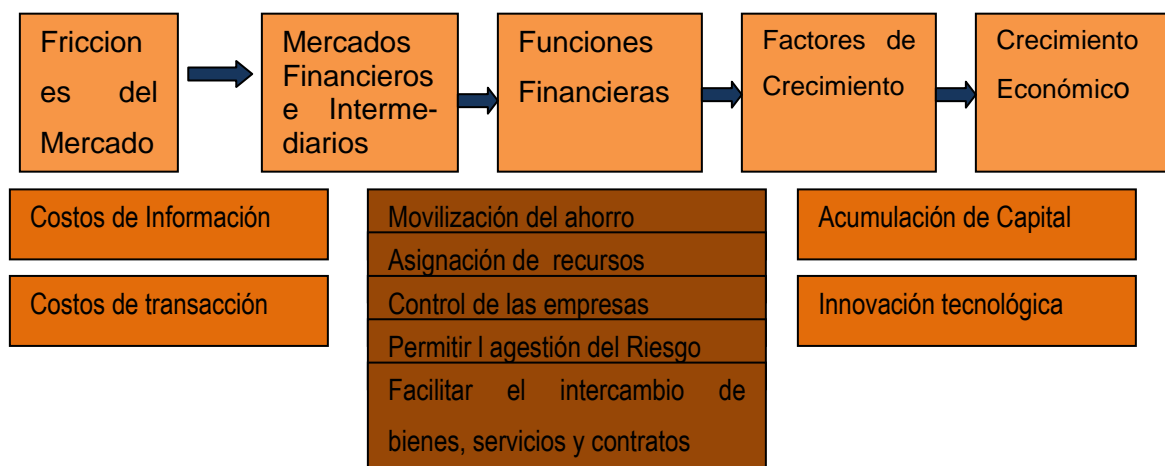 Friccion
es del
Mercado
Mercados
Financieros
e Interme-
diarios
Funciones
Financieras
Factores de
Crecimiento
Crecimiento
Económico
Costos de Información
Costos de transacción
Movilización del ahorro
Asignación de recursos
Control de las empresas
Permitir l agestión del Riesgo
Facilitar el intercambio de
bienes, servicios y contratos
Acumulación de Capital
Innovación tecnológica